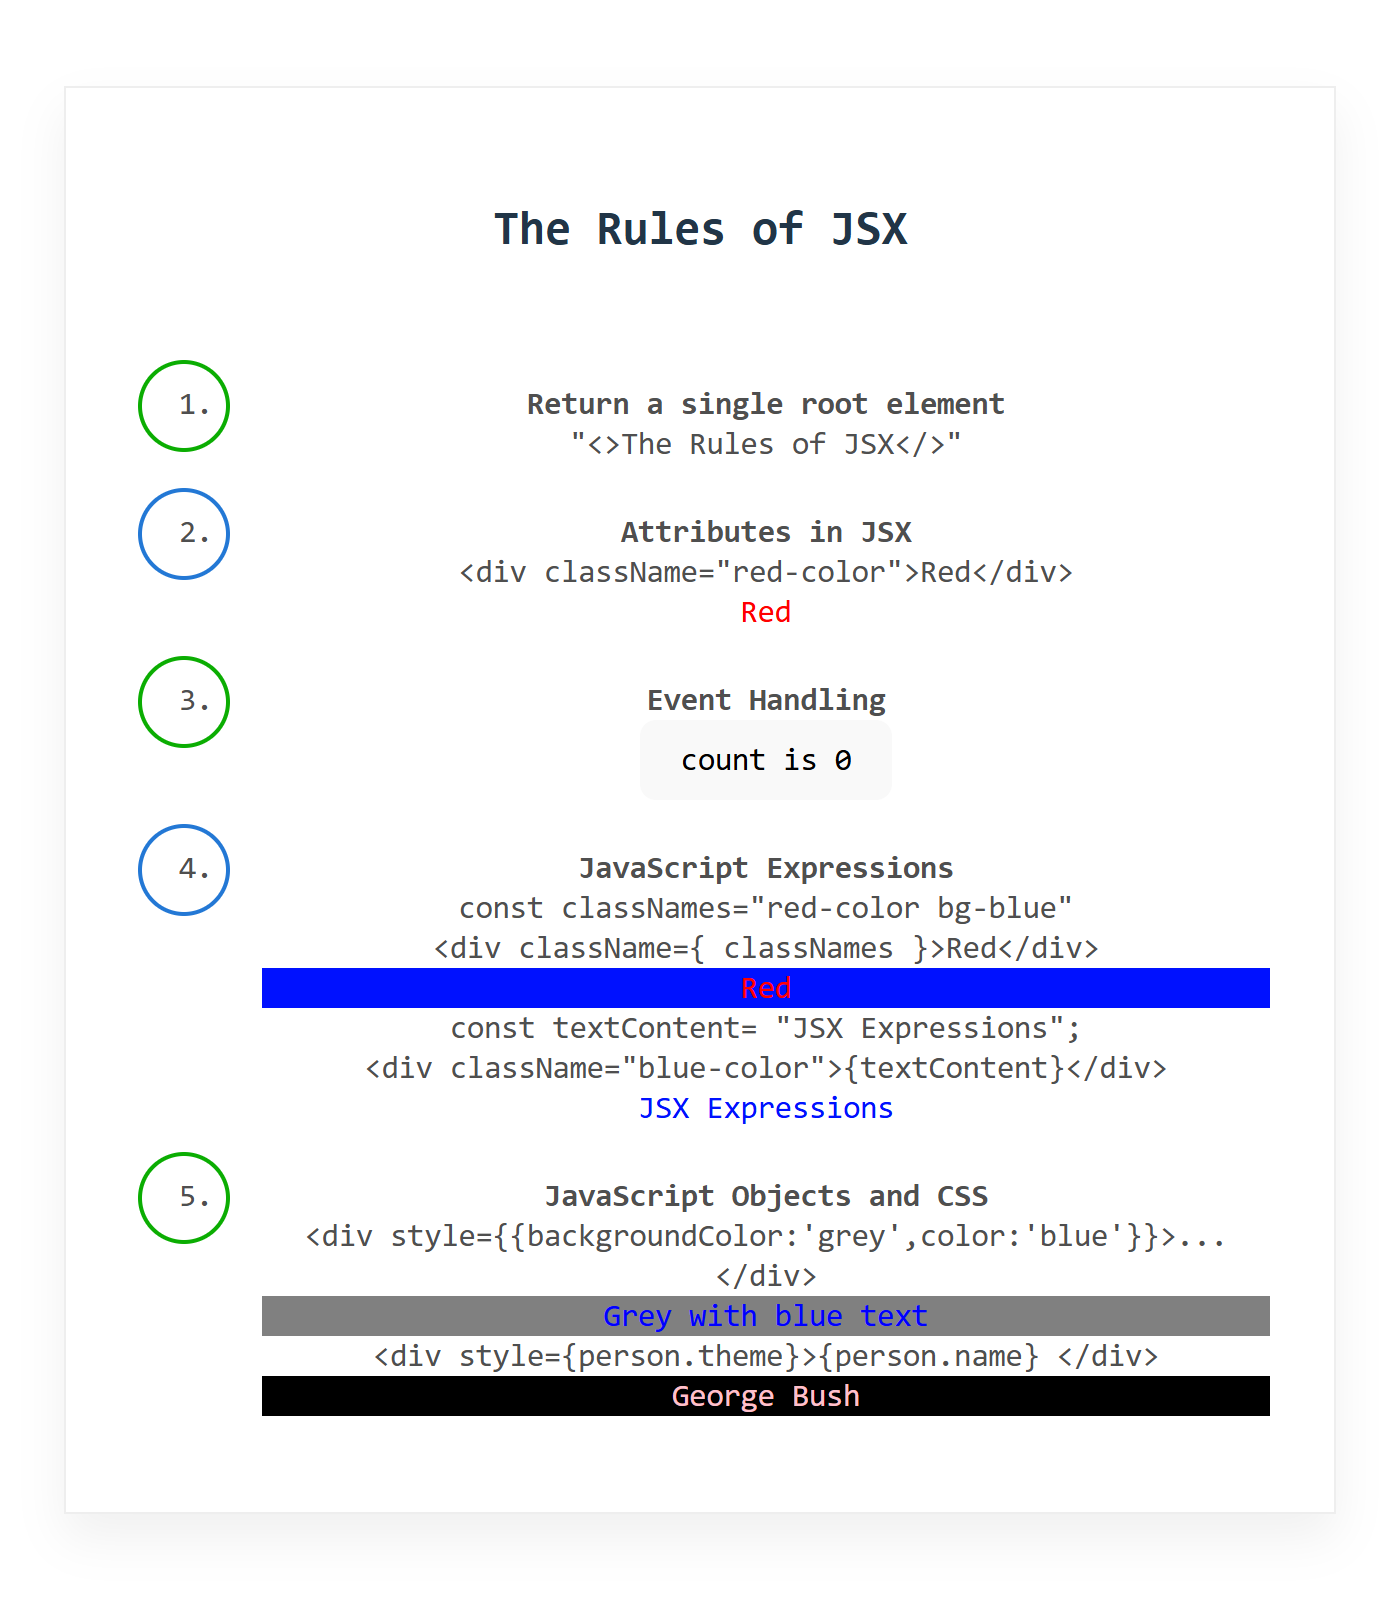 The Rules of JSX
1.
Return a single root element
"<>The Rules of JSX</>"
2.
Attributes in JSX
<div className="red-color">Red</div>
Red
3.
Event Handling
count is 0
4.
JavaScript Expressions
const classNames="red-color bg-blue"
<div className={ classNames }>Red</div>
Red
const textContent= "JSX Expressions";
<div className="blue-color">{textContent}</div>
JSX Expressions
5.
JavaScript Objects and CSS
<div style={{backgroundColor:'grey',color:'blue'}}>...
</div>
Grey with blue text
<div style={person.theme}>{person.name} </div>
George Bush